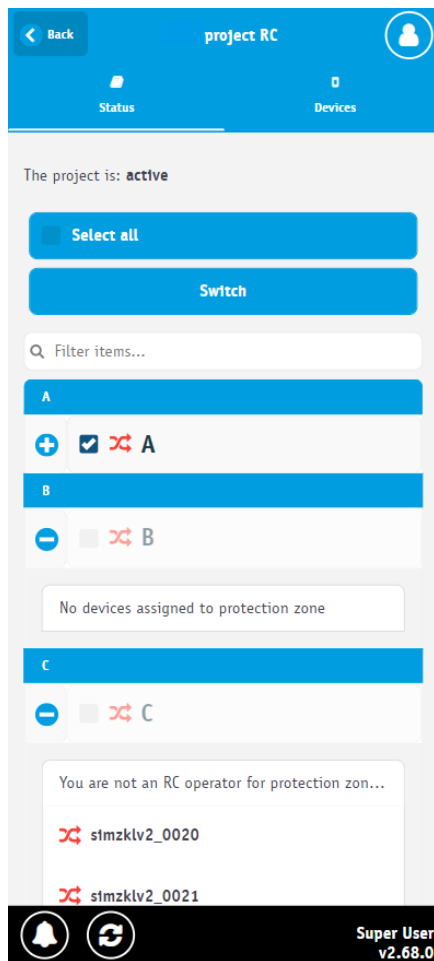 Back
project RC
Status
Devices
The project is: active
Select all
Switch
Filter items...
A
A
B
B
No devices assigned to protection zone
C
C
You are not an RC operator for protection zon...
simzklv2_0020
simzklv2_0021
Super User
v2.68.0